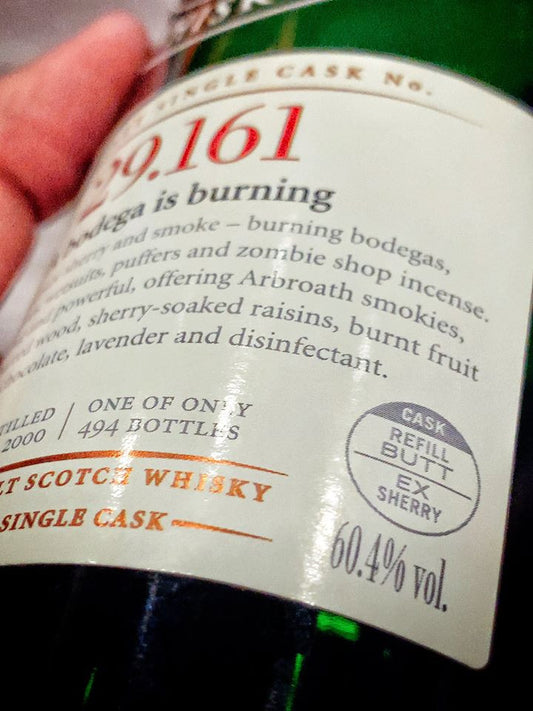 SINGLE CASK No.
29.161
bodega is burning
sherry and smoke – burning bodegas,
wetsuits, puffers and zombie shop incense.
powerful, offering Arbroath smokies,
wood, sherry-soaked raisins, burnt fruit
chocolate, lavender and disinfectant.
ONE OF ONLY
2000
494 BOTTLES
SCOTCH WHISKY
SINGLE CASK
CASK
REFILL
BUTT
EX
SHERRY
60.4% vol.